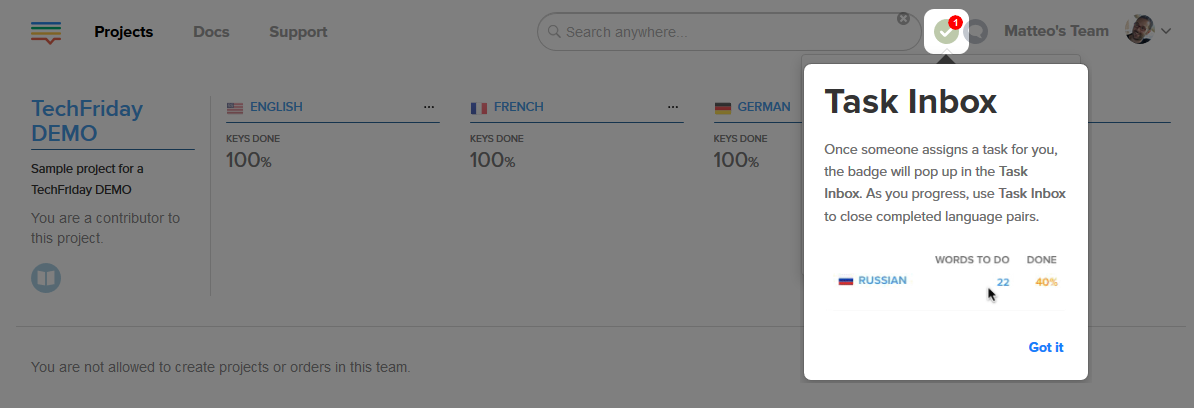 Projects
Docs
Support
Search anywhere...
1
Matteo's Team
TechFriday
DEMO
Sample project for a
TechFriday DEMO
You are a contributor to
this project.
ENGLISH
...
KEYS DONE
100%
FRENCH
...
KEYS DONE
100%
GERMAN
KEYS DONE
100%
Task Inbox
Once someone assigns a task for you,
the badge will pop up in the Task
Inbox. As you progress, use Task Inbox
to close completed language pairs.
WORDS TO DO DONE
RUSSIAN 22 40%
Got it
You are not allowed to create projects or orders in this team.